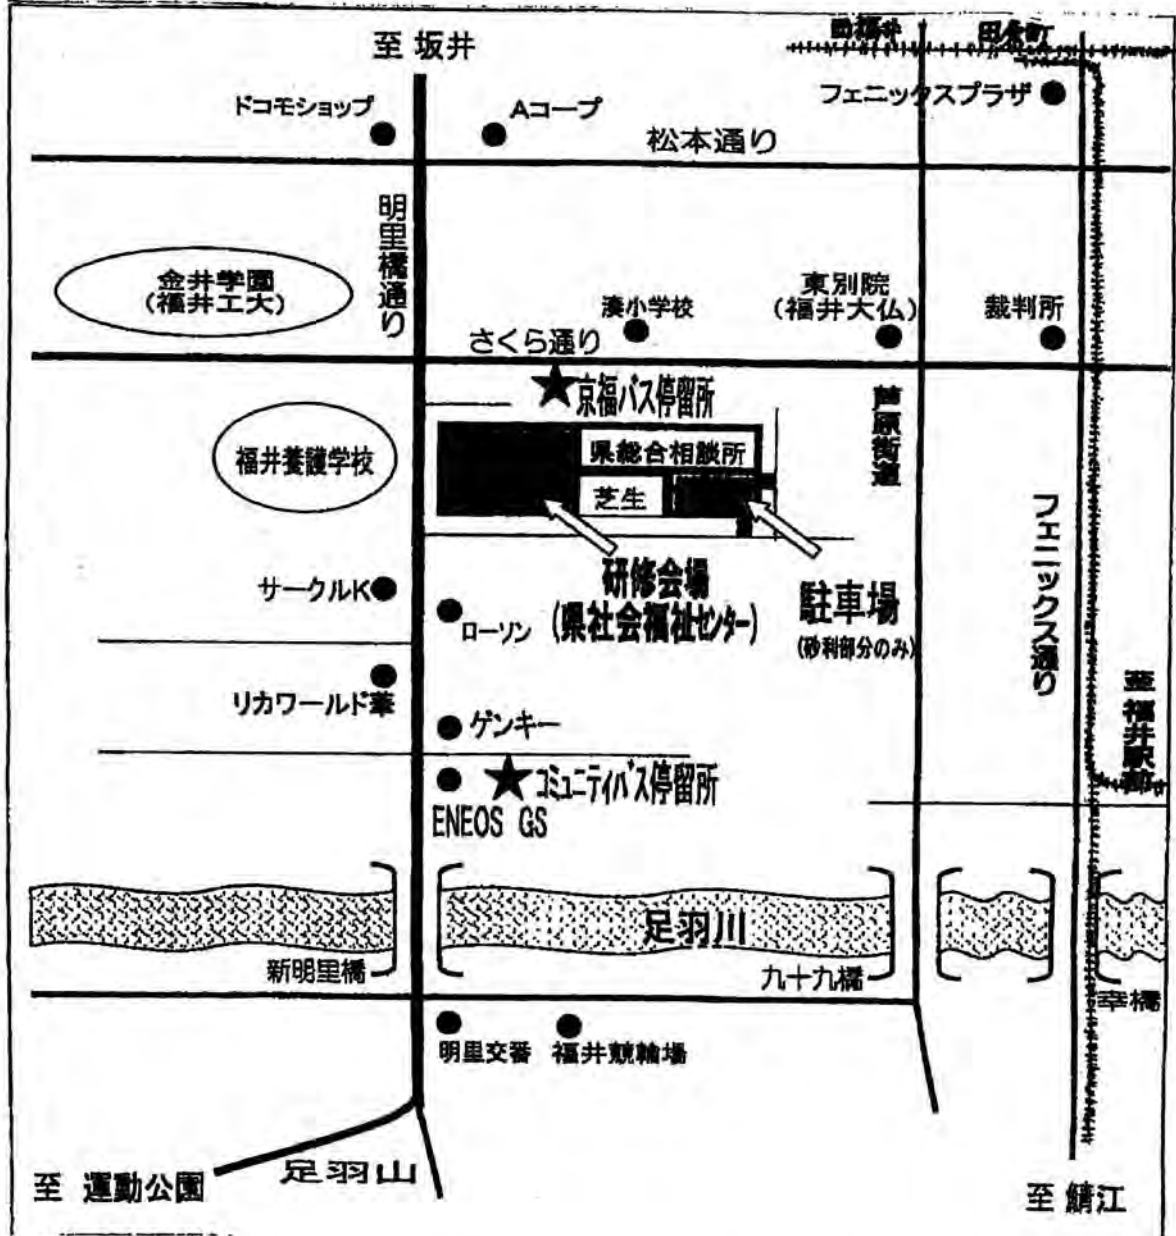 至 坂井
田原町
ドコモショップ
Aコープ
フェニックスプラザ
松本通り
明里橋通り
金井学園
(福井工大)
湊小学校
東別院
(福井大仏)
裁判所
さくら通り
京福バス停留所
芦原街道
県総合相談所
福井養護学校
芝生
フェニックス通り
研修会場
(県社会福祉センター)
駐車場
(砂利部分のみ)
サークルK
ローソン
リカワールド華
至福井駅前
ゲンキー
コミュニティバス停留所
ENEOS GS
足羽川
新明里橋
九十九橋
幸橋
明里交番
福井競輪場
足羽山
至 運動公園
至 鯖江